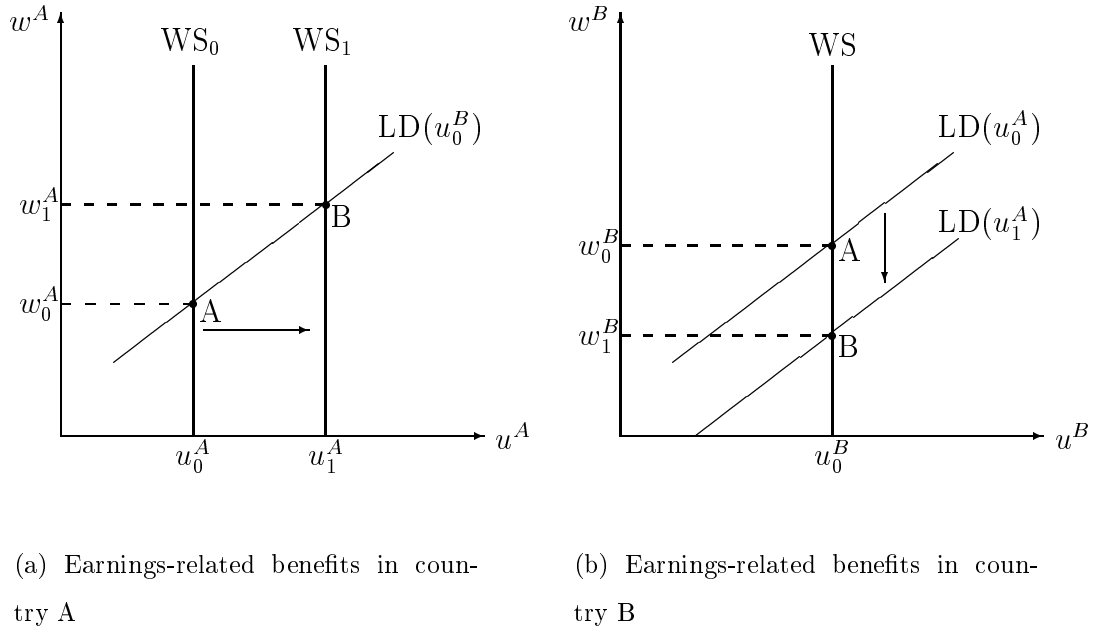 w^A
WS_0
WS_1
LD(u_0^B)
w_1^A
B
w_0^A
A
u_0^A
u_1^A
u^A
(a) Earnings-related benefits in coun-
try A
w^B
WS
LD(u_0^A)
LD(u_1^A)
w_0^B
A
w_1^B
B
u_0^B
u^B
(b) Earnings-related benefits in coun-
try B